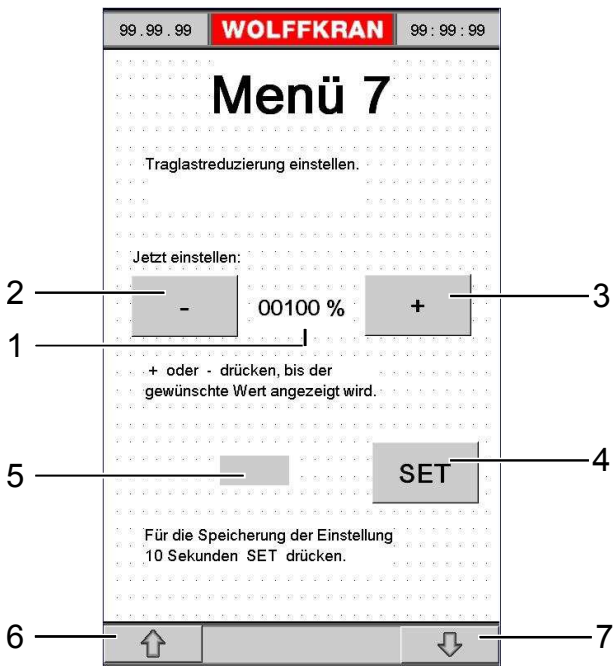 99.99.99 WOLFFKRAN 99:99:99
Menü 7
Traglastreduzierung einstellen.
Jetzt einstellen:
2 - 00100 % + 3
1
+ oder - drücken, bis der
gewünschte Wert angezeigt wird.
5 SET 4
Für die Speicherung der Einstellung
10 Sekunden SET drücken.
6 7